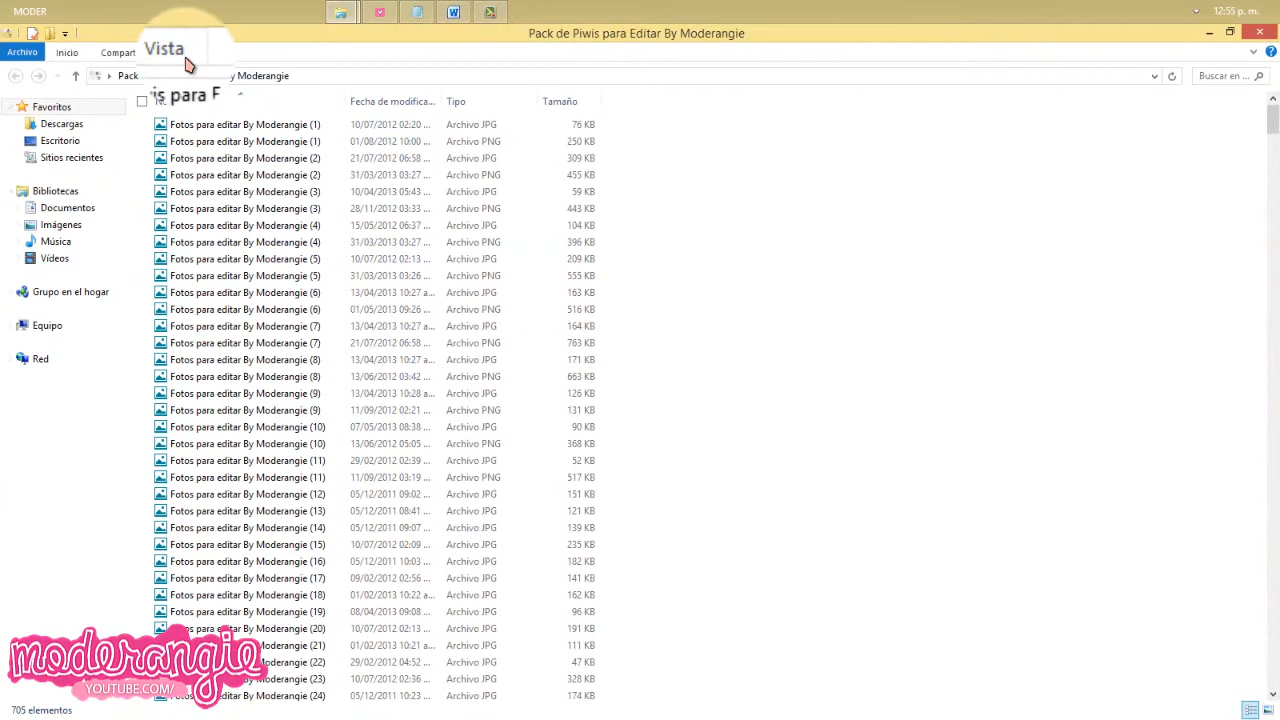 MODER
12:55 p. m.
Pack de Piwis para Editar By Moderangie
Archivo Inicio Compart Vista
Pack y Moderangie
Buscar en ...
is para E
Fecha de modifica... Tipo Tamaño
Favoritos
Descargas
Escritorio
Sitios recientes
Bibliotecas
Documentos
Imágenes
Música
Vídeos
Grupo en el hogar
Equipo
Red
Fotos para editar By Moderangie (1) 10/07/2012 02:20 ... Archivo JPG 76 KB
Fotos para editar By Moderangie (1) 01/08/2012 10:00 ... Archivo PNG 250 KB
Fotos para editar By Moderangie (2) 21/07/2012 06:58 ... Archivo JPG 309 KB
Fotos para editar By Moderangie (2) 31/03/2013 03:27 ... Archivo PNG 455 KB
Fotos para editar By Moderangie (3) 10/04/2013 05:43 ... Archivo JPG 59 KB
Fotos para editar By Moderangie (3) 28/11/2012 03:33 ... Archivo PNG 443 KB
Fotos para editar By Moderangie (4) 15/05/2012 06:37 ... Archivo JPG 104 KB
Fotos para editar By Moderangie (4) 31/03/2013 03:27 ... Archivo PNG 396 KB
Fotos para editar By Moderangie (5) 10/07/2012 02:13 ... Archivo JPG 209 KB
Fotos para editar By Moderangie (5) 31/03/2013 03:26 ... Archivo PNG 555 KB
Fotos para editar By Moderangie (6) 13/04/2013 10:27 a... Archivo JPG 163 KB
Fotos para editar By Moderangie (6) 01/05/2013 09:26 ... Archivo PNG 516 KB
Fotos para editar By Moderangie (7) 13/04/2013 10:27 a... Archivo JPG 164 KB
Fotos para editar By Moderangie (7) 21/07/2012 06:58 ... Archivo PNG 763 KB
Fotos para editar By Moderangie (8) 13/04/2013 10:27 a... Archivo JPG 171 KB
Fotos para editar By Moderangie (8) 13/06/2012 03:42 ... Archivo PNG 663 KB
Fotos para editar By Moderangie (9) 13/04/2013 10:28 a... Archivo JPG 126 KB
Fotos para editar By Moderangie (9) 11/09/2012 02:21 ... Archivo PNG 131 KB
Fotos para editar By Moderangie (10) 07/05/2013 08:38 ... Archivo JPG 90 KB
Fotos para editar By Moderangie (10) 13/06/2012 05:05 ... Archivo PNG 368 KB
Fotos para editar By Moderangie (11) 29/02/2012 02:39 ... Archivo JPG 52 KB
Fotos para editar By Moderangie (11) 11/09/2012 03:19 ... Archivo PNG 517 KB
Fotos para editar By Moderangie (12) 05/12/2011 09:02 ... Archivo JPG 151 KB
Fotos para editar By Moderangie (13) 05/12/2011 08:41 ... Archivo JPG 121 KB
Fotos para editar By Moderangie (14) 05/12/2011 09:07 ... Archivo JPG 139 KB
Fotos para editar By Moderangie (15) 10/07/2012 02:09 ... Archivo JPG 235 KB
Fotos para editar By Moderangie (16) 05/12/2011 10:03 ... Archivo JPG 182 KB
Fotos para editar By Moderangie (17) 09/02/2012 02:56 ... Archivo JPG 141 KB
Fotos para editar By Moderangie (18) 01/02/2013 10:22 a... Archivo JPG 162 KB
Fotos para editar By Moderangie (19) 08/04/2013 09:08 ... Archivo JPG 96 KB
Fotos para editar By Moderangie (20) 10/07/2012 02:13 ... Archivo JPG 191 KB
Moderangie (21) 01/02/2013 10:21 a... Archivo JPG 111 KB
Moderangie (22) 29/02/2012 04:52 ... Archivo JPG 47 KB
Moderangie (23) 10/07/2012 02:36 ... Archivo JPG 328 KB
Fotos para editar By Moderangie (24) 05/12/2011 10:23 ... Archivo JPG 174 KB
moderangie
YOUTUBE.COM/
705 elementos